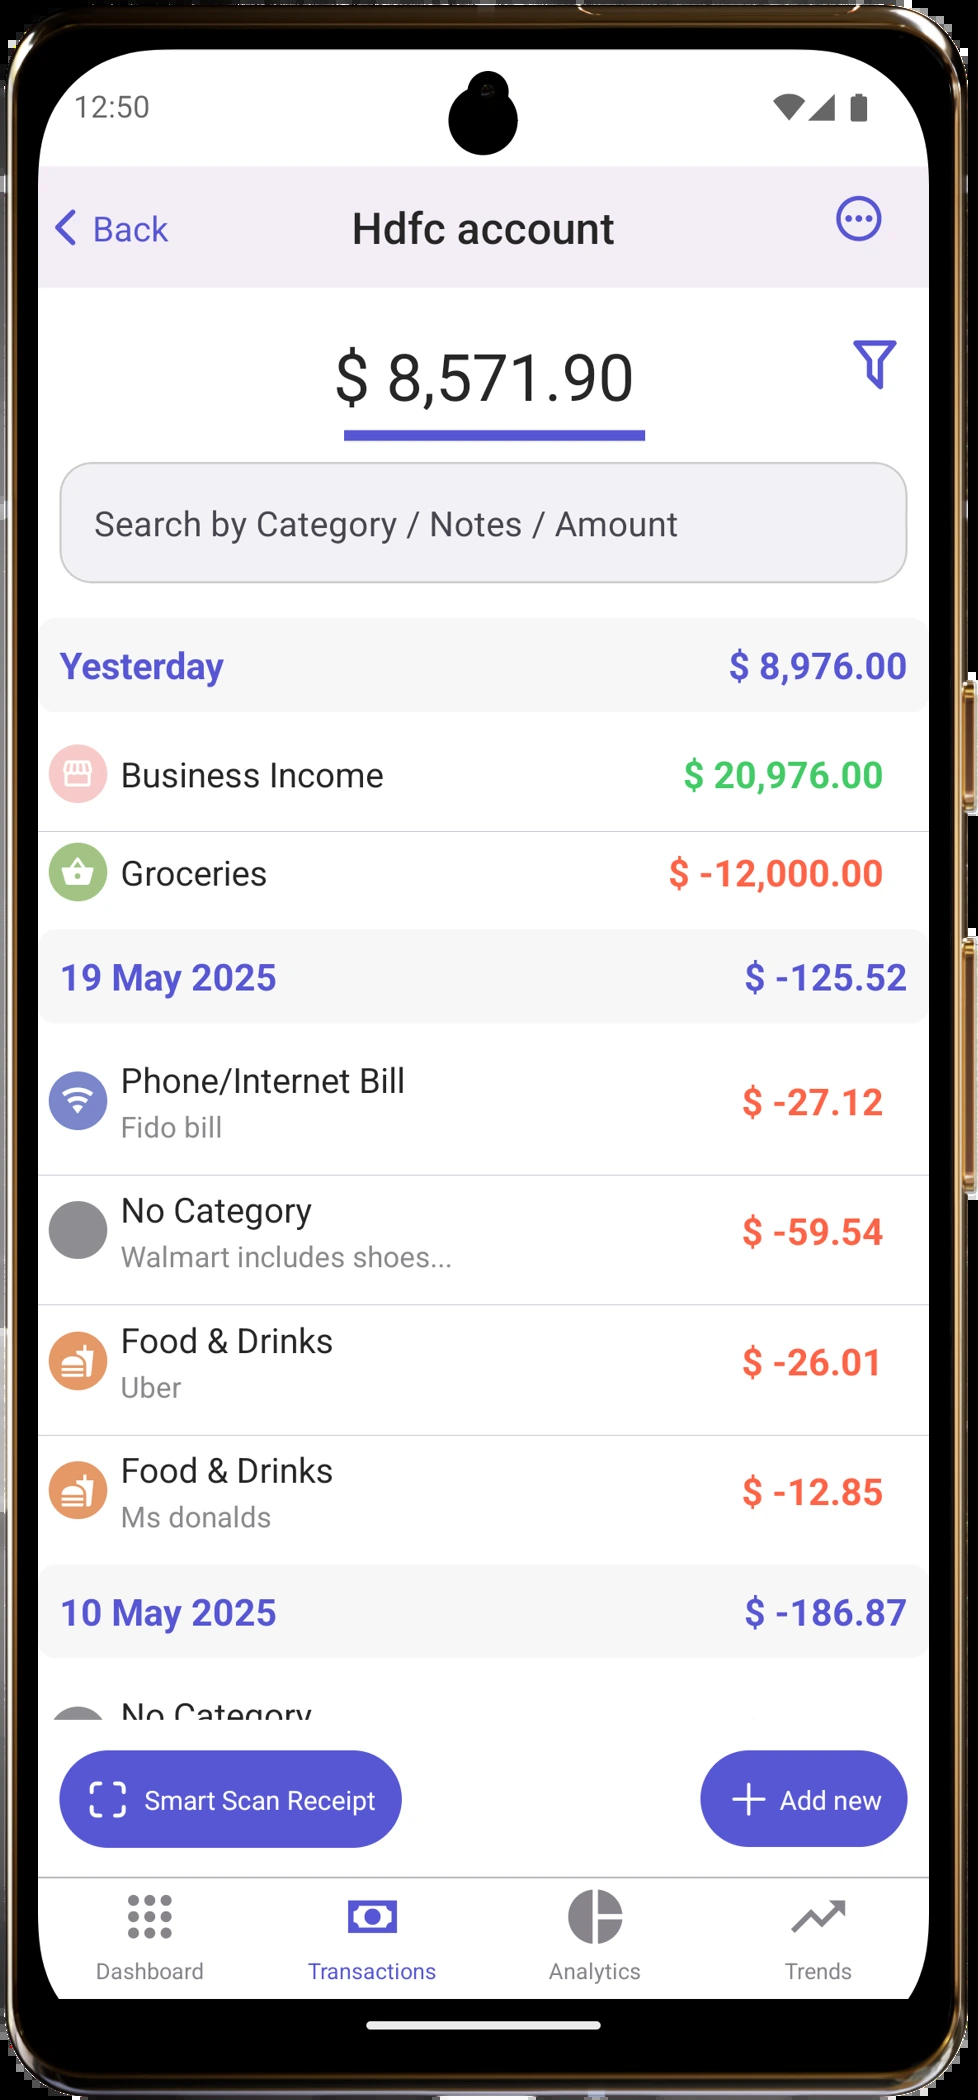 12:50
Back
Hdfc account
$ 8,571.90
Search by Category / Notes / Amount
Yesterday $ 8,976.00
Business Income $ 20,976.00
Groceries $ -12,000.00
19 May 2025 $ -125.52
Phone/Internet Bill
Fido bill
$ -27.12
No Category
Walmart includes shoes...
$ -59.54
Food & Drinks
Uber
$ -26.01
Food & Drinks
Ms donalds
$ -12.85
10 May 2025 $ -186.87
No Category
Smart Scan Receipt
Add new
Dashboard
Transactions
Analytics
Trends